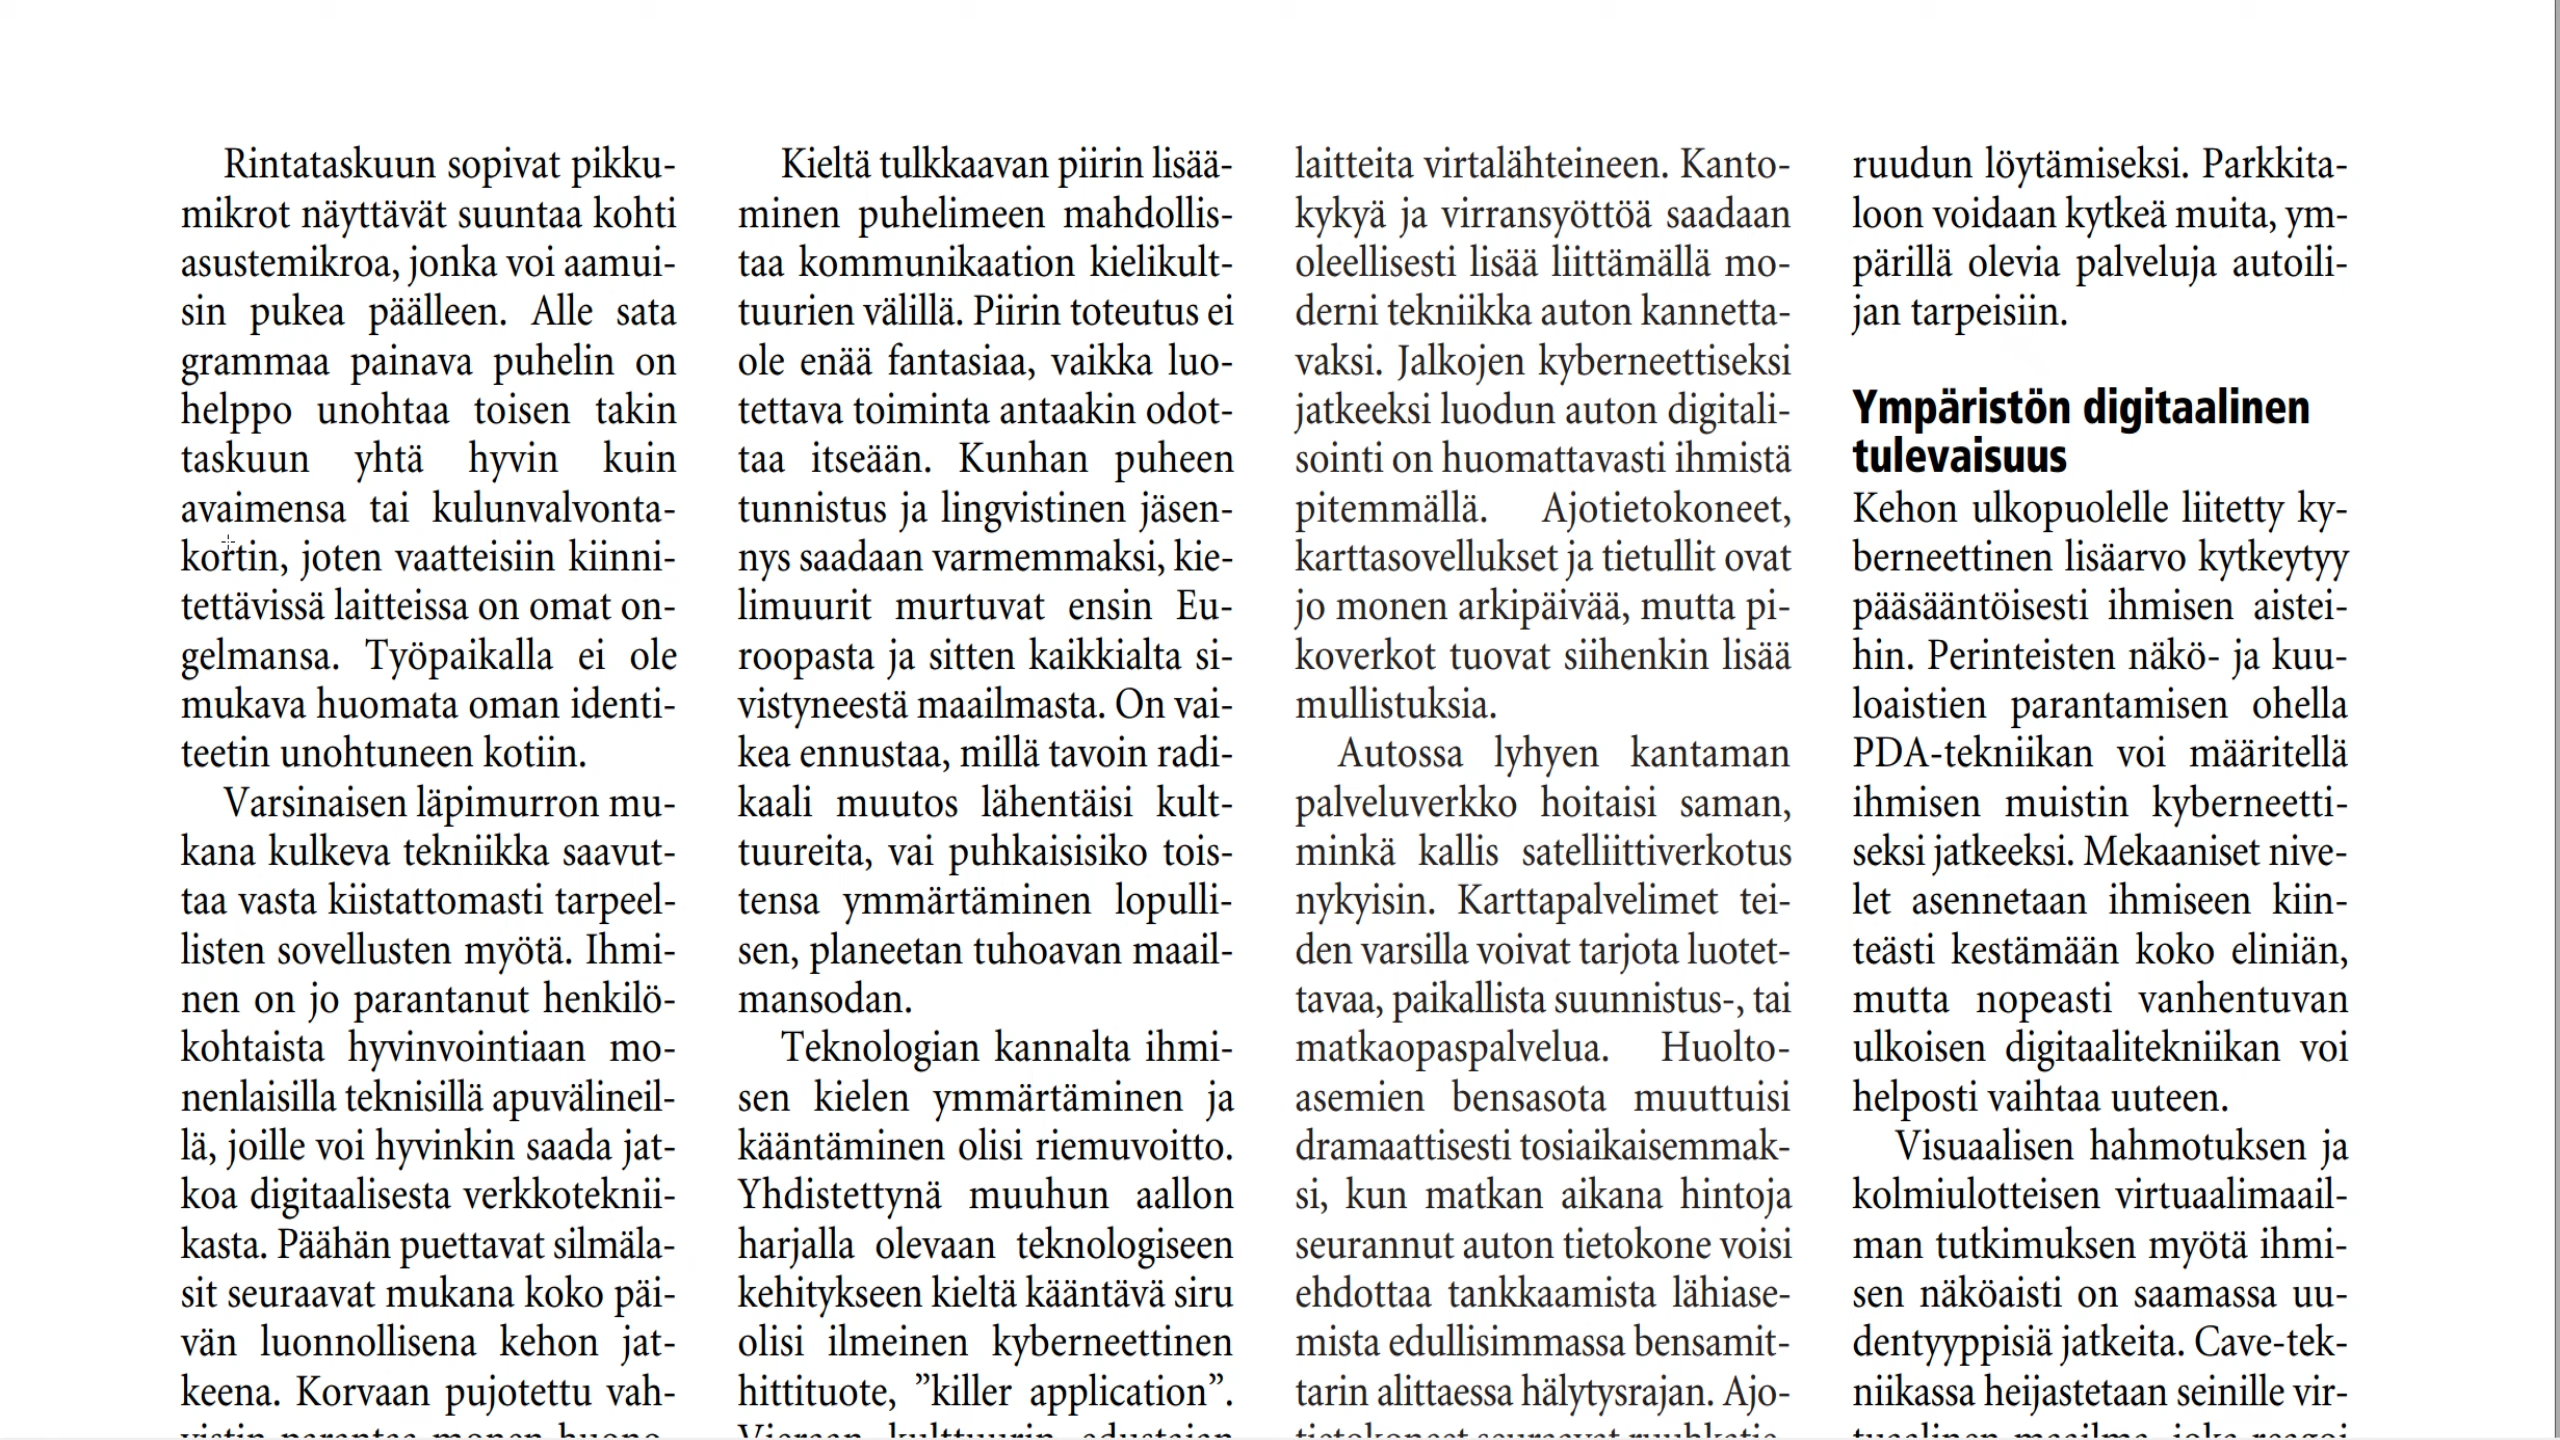 Rintataskuun sopivat pikku-
mikrot näyttävät suuntaa kohti
asustemikroa, jonka voi aamui-
sin pukea päälleen. Alle sata
grammaa painava puhelin on
helppo unohtaa toisen takin
taskuun yhtä hyvin kuin
avaimensa tai kulunvalvonta-
kortin, joten vaatteisiin kiinni-
tettävissä laitteissa on omat on-
gelmansa. Työpaikalla ei ole
mukava huomata oman identi-
teetin unohtuneen kotiin.
Varsinaisen läpimurron mu-
kana kulkeva tekniikka saavut-
taa vasta kiistattomasti tarpeel-
listen sovellusten myötä. Ihmi-
nen on jo parantanut henkilö-
kohtaista hyvinvointiaan mo-
nenlaisilla teknisillä apuvälineil-
lä, joille voi hyvinkin saada jat-
koa digitaalisesta verkkoteknii-
kasta. Päähän puettavat silmäla-
sit seuraavat mukana koko päi-
vän luonnollisena kehon jat-
keena. Korvaan pujotettu vah-
vistin parantaa monen huono-
Kieltä tulkkaavan piirin lisää-
minen puhelimeen mahdollis-
taa kommunikaation kielikult-
tuurien välillä. Piirin toteutus ei
ole enää fantasiaa, vaikka luo-
tettava toiminta antaakin odot-
taa itseään. Kunhan puheen
tunnistus ja lingvistinen jäsen-
nys saadaan varmemmaksi, kie-
limuurit murtuvat ensin Eu-
roopasta ja sitten kaikkialta si-
vistyneestä maailmasta. On vai-
kea ennustaa, millä tavoin radi-
kaali muutos lähentäisi kult-
tuureita, vai puhkaisisiko tois-
tensa ymmärtäminen lopulli-
sen, planeetan tuhoavan maail-
mansodan.
Teknologian kannalta ihmi-
sen kielen ymmärtäminen ja
kääntäminen olisi riemuvoitto.
Yhdistettynä muuhun aallon
harjalla olevaan teknologiseen
kehitykseen kieltä kääntävä siru
olisi ilmeinen kyberneettinen
hittituote, ”killer application”.
Vieraan kulttuurin edustajan
laitteita virtalähteineen. Kanto-
kykyä ja virransyöttöä saadaan
oleellisesti lisää liittämällä mo-
derni tekniikka auton kannetta-
vaksi. Jalkojen kyberneettiseksi
jatkeeksi luodun auton digitali-
sointi on huomattavasti ihmistä
pitemmällä. Ajotietokoneet,
karttasovellukset ja tietullit ovat
jo monen arkipäivää, mutta pi-
koverkot tuovat siihenkin lisää
mullistuksia.
Autossa lyhyen kantaman
palveluverkko hoitaisi saman,
minkä kallis satelliittiverkotus
nykyisin. Karttapalvelimet tei-
den varsilla voivat tarjota luotet-
tavaa, paikallista suunnistus-, tai
matkaopaspalvelua. Huolto-
asemien bensasota muuttuisi
dramaattisesti tosiaikaisemmak-
si, kun matkan aikana hintoja
seurannut auton tietokone voisi
ehdottaa tankkaamista lähiase-
mista edullisimmassa bensamit-
tarin alittaessa hälytysrajan. Ajo-
tietokoneet seuraavat ruuhkatie-
ruudun löytämiseksi. Parkkita-
loon voidaan kytkeä muita, ym-
pärillä olevia palveluja autoili-
jan tarpeisiin.
Ympäristön digitaalinen
tulevaisuus
Kehon ulkopuolelle liitetty ky-
berneettinen lisäarvo kytkeytyy
pääsääntöisesti ihmisen aistei-
hin. Perinteisten näkö- ja kuu-
loaistien parantamisen ohella
PDA-tekniikan voi määritellä
ihmisen muistin kyberneetti-
seksi jatkeeksi. Mekaaniset nive-
let asennetaan ihmiseen kiin-
teästi kestämään koko eliniän,
mutta nopeasti vanhentuvan
ulkoisen digitaalitekniikan voi
helposti vaihtaa uuteen.
Visuaalisen hahmotuksen ja
kolmiulotteisen virtuaalimaail-
man tutkimuksen myötä ihmi-
sen näköaisti on saamassa uu-
dentyyppisiä jatkeita. Cave-tek-
niikassa heijastetaan seinille vir-
tuaalinen maailma, joka reagoi